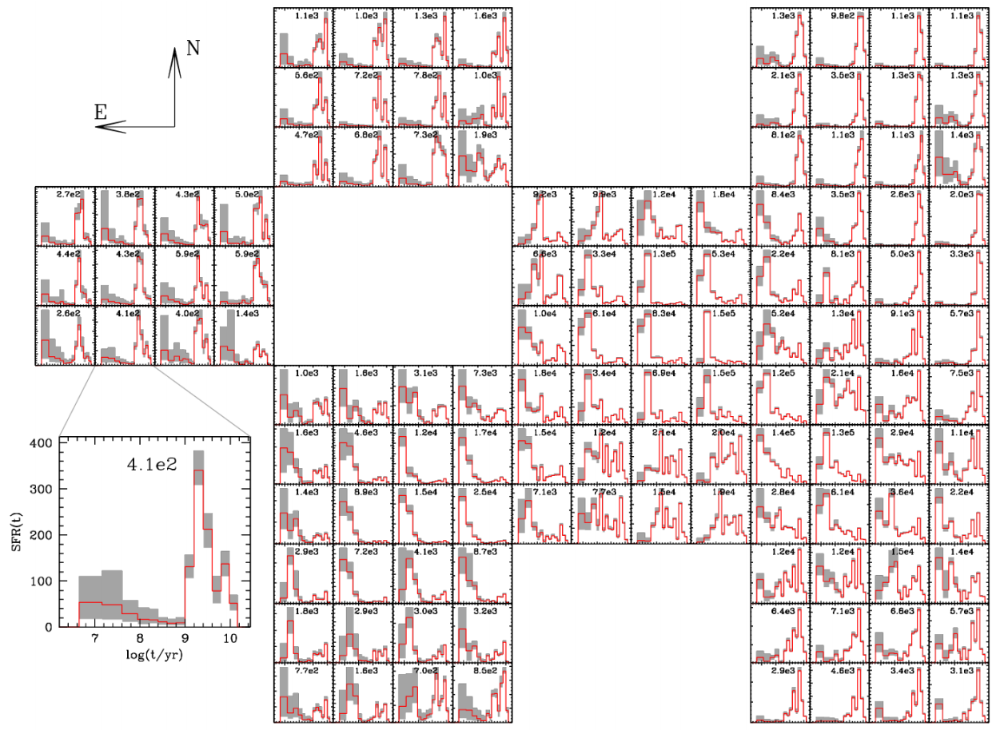 1.1e3 1.0e3 1.3e3 1.6e3 1.3e3 9.8e2 1.1e3 1.1e3
N
5.6e2 7.2e2 7.8e2 1.0e3 2.1e3 3.5e3 1.3e3 1.3e3
E
4.7e2 6.8e2 7.3e2 1.9e3 8.1e2 1.1e3 1.1e3 1.4e3
2.7e2 3.8e2 4.3e2 5.0e2 9.2e3 9.9e3 1.2e4 1.8e4 8.4e3 3.5e3 2.6e3 2.0e3
4.4e2 4.3e2 5.9e2 5.9e2 6.6e3 3.3e4 1.3e5 5.3e4 2.2e4 8.1e3 5.0e3 3.3e3
2.6e2 4.1e2 4.0e2 1.4e3 1.0e4 6.1e4 8.3e4 1.5e5 5.2e4 1.3e4 9.1e3 5.7e3
1.0e3 1.6e3 3.1e3 7.3e3 1.8e4 3.4e4 6.9e4 1.5e5 1.2e5 2.1e4 1.6e4 7.5e3
1.6e3 4.6e3 1.2e4 1.7e4 1.5e4 1.2e4 2.1e4 2.0e4 1.4e5 1.3e5 2.9e4 1.1e4
1.4e3 8.9e3 1.5e4 2.5e4 7.1e3 7.7e3 1.5e4 1.9e4 2.8e4 6.1e4 3.6e4 2.2e4
2.9e3 7.2e3 4.1e3 8.7e3 1.2e4 1.2e4 1.5e4 1.4e4
1.8e3 2.9e3 3.0e3 3.2e3 6.4e3 7.1e3 6.8e3 5.7e3
7.7e2 1.6e3 7.0e2 8.5e2 2.9e3 4.6e3 3.4e3 3.1e3
4.1e2
400
300
200
100
0
SFR(t)
7 8 9 10
log(t/yr)